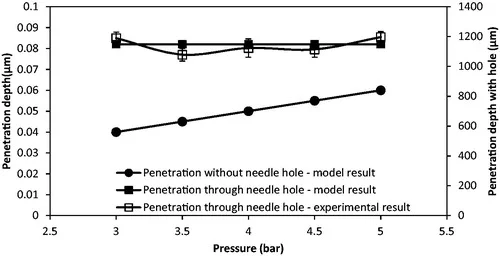 0.1
0.09
0.08
0.07
0.06
0.05
0.04
0.03
0.02
0.01
0
Penetration depth(µm)
1400
1200
1000
800
600
400
200
0
Penetration depth with hole (µm)
Penetration without needle hole - model result
Penetration through needle hole - model result
Penetration through needle hole - experimental result
2.5 3 3.5 4 4.5 5 5.5
Pressure (bar)